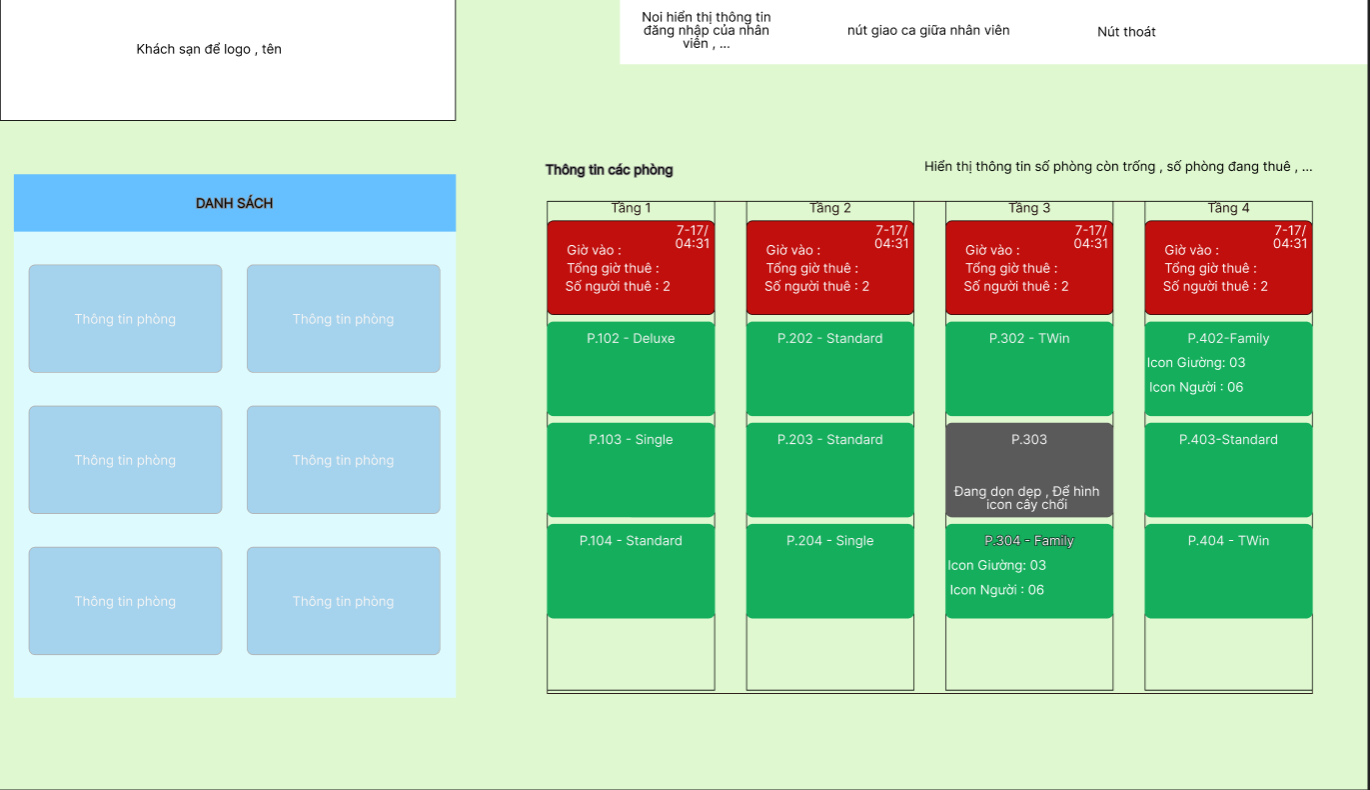 Khách sạn để logo , tên
Noi hiển thị thông tin
đăng nhập của nhân
viên , ...
nút giao ca giữa nhân viên
Nút thoát
DANH SÁCH
Thông tin phòng
Thông tin phòng
Thông tin phòng
Thông tin phòng
Thông tin phòng
Thông tin phòng
Thông tin các phòng
Hiển thị thông tin số phòng còn trống , số phòng đang thuê , ...
Tầng 1
7-17/
04:31
Giờ vào :
Tổng giờ thuê :
Số người thuê : 2
P.102 - Deluxe
P.103 - Single
P.104 - Standard
Tầng 2
7-17/
04:31
Giờ vào :
Tổng giờ thuê :
Số người thuê : 2
P.202 - Standard
P.203 - Standard
P.204 - Single
Tầng 3
7-17/
04:31
Giờ vào :
Tổng giờ thuê :
Số người thuê : 2
P.302 - TWin
P.303
Đang dọn dẹp , Để hình
icon cây chổi
P.304 - Family
Icon Giường: 03
Icon Người : 06
Tầng 4
7-17/
04:31
Giờ vào :
Tổng giờ thuê :
Số người thuê : 2
P.402-Family
Icon Giường: 03
Icon Người : 06
P.403-Standard
P.404 - TWin